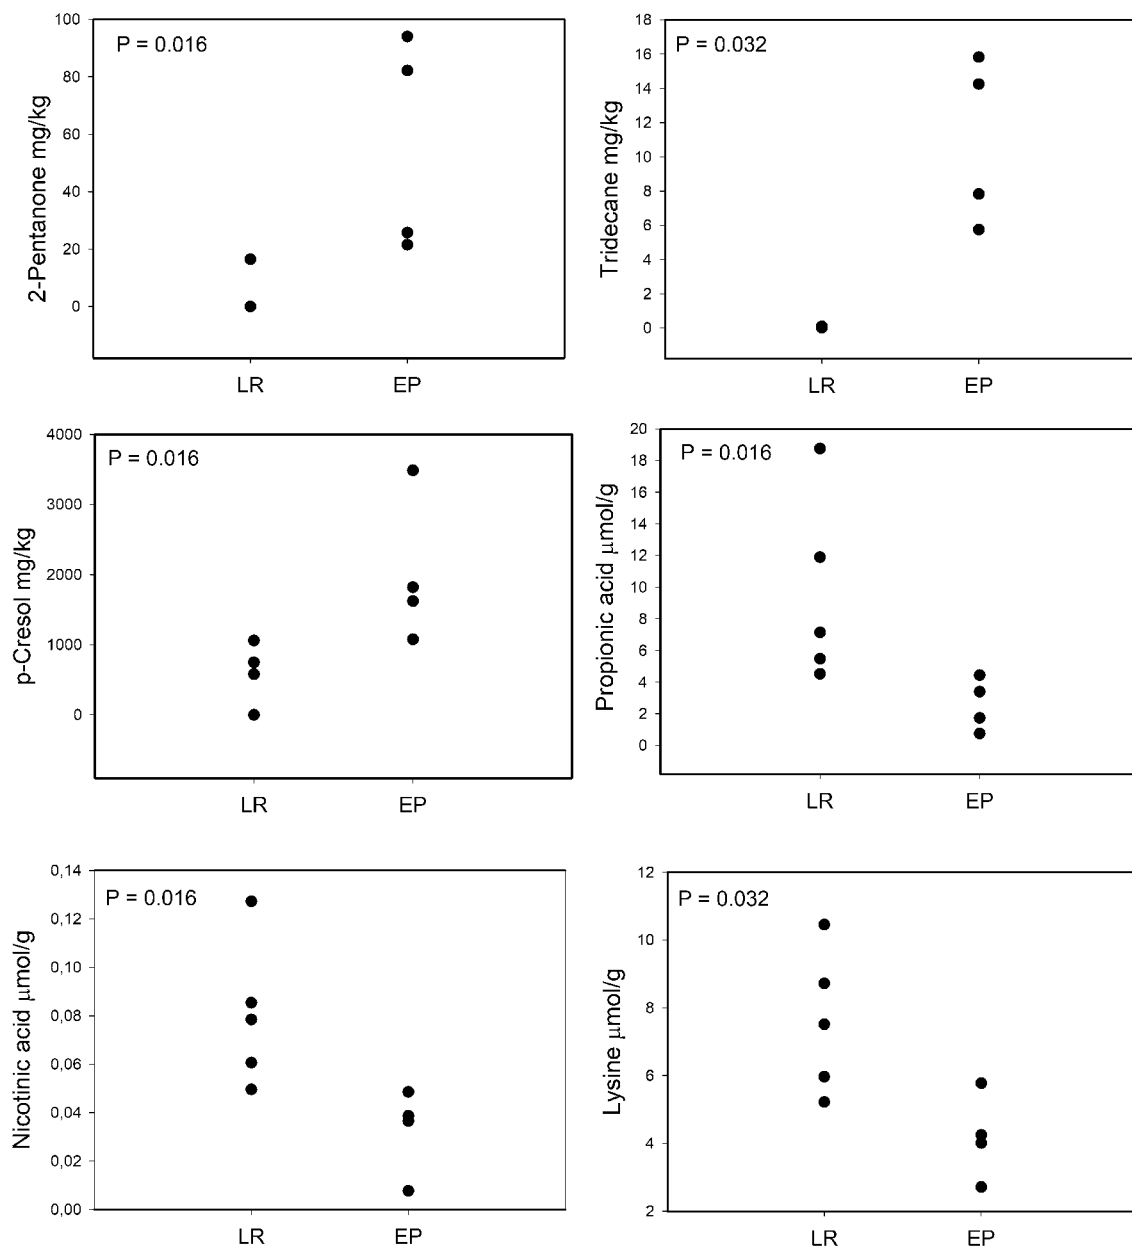 2-Pentanone mg/kg
P = 0.016
100
80
60
40
20
0
LR EP
Tridecane mg/kg
P = 0.032
18
16
14
12
10
8
6
4
2
0
LR EP
p-Cresol mg/kg
P = 0.016
4000
3000
2000
1000
0
LR EP
Propionic acid μmol/g
P = 0.016
20
18
16
14
12
10
8
6
4
2
0
LR EP
Nicotinic acid μmol/g
P = 0.016
0,14
0,12
0,10
0,08
0,06
0,04
0,02
0,00
LR EP
Lysine μmol/g
P = 0.032
12
10
8
6
4
2
LR EP